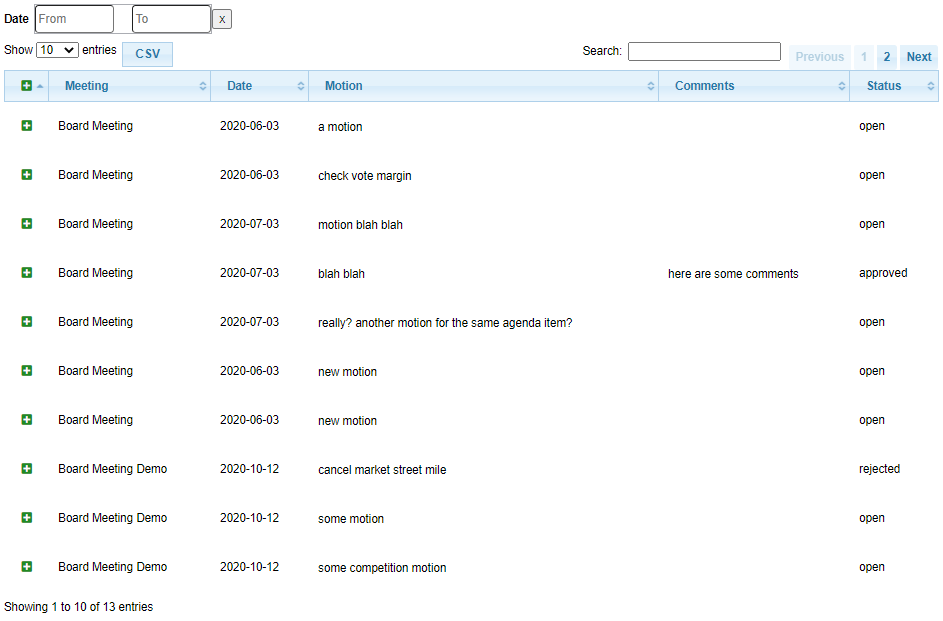 Date From To X
Show 10 entries CSV Search: Previous 1 2 Next
Meeting Date Motion Comments Status
Board Meeting 2020-06-03 a motion open
Board Meeting 2020-06-03 check vote margin open
Board Meeting 2020-07-03 motion blah blah open
Board Meeting 2020-07-03 blah blah here are some comments approved
Board Meeting 2020-07-03 really? another motion for the same agenda item? open
Board Meeting 2020-06-03 new motion open
Board Meeting 2020-06-03 new motion open
Board Meeting Demo 2020-10-12 cancel market street mile rejected
Board Meeting Demo 2020-10-12 some motion open
Board Meeting Demo 2020-10-12 some competition motion open
Showing 1 to 10 of 13 entries